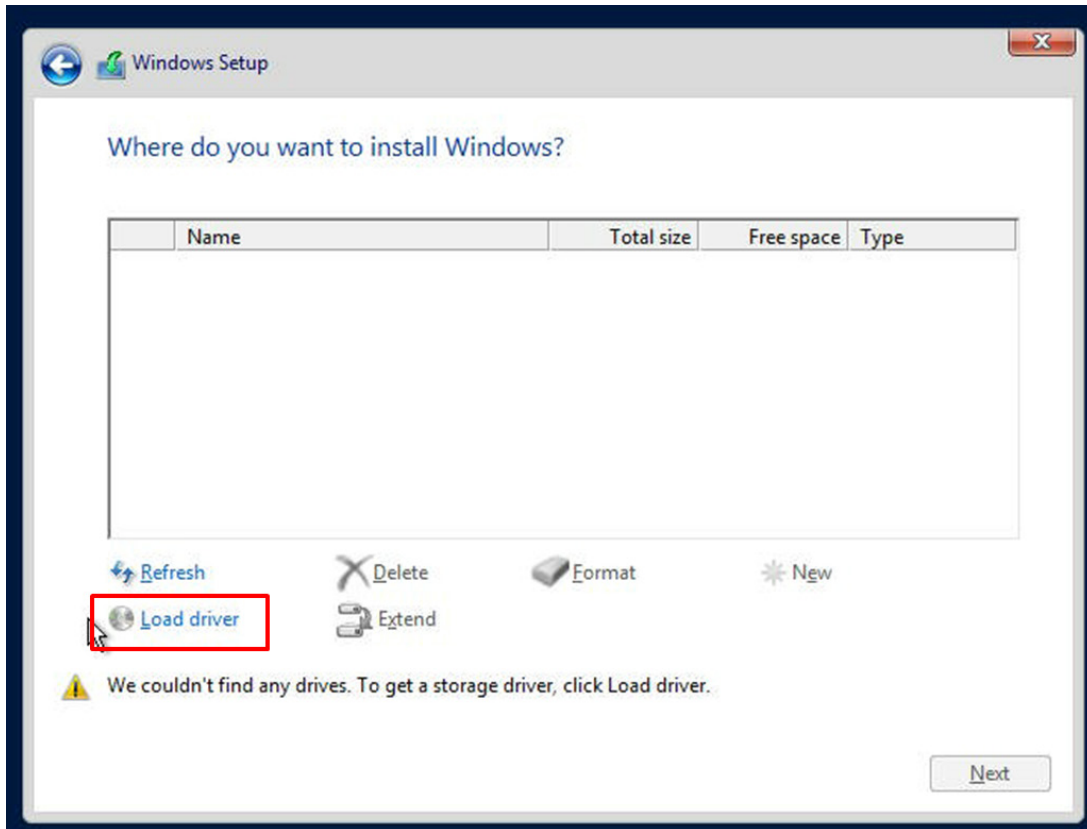 Windows Setup
Where do you want to install Windows?
Name Total size Free space Type
Refresh Delete Format New
Load driver Extend
We couldn't find any drives. To get a storage driver, click Load driver.
Next